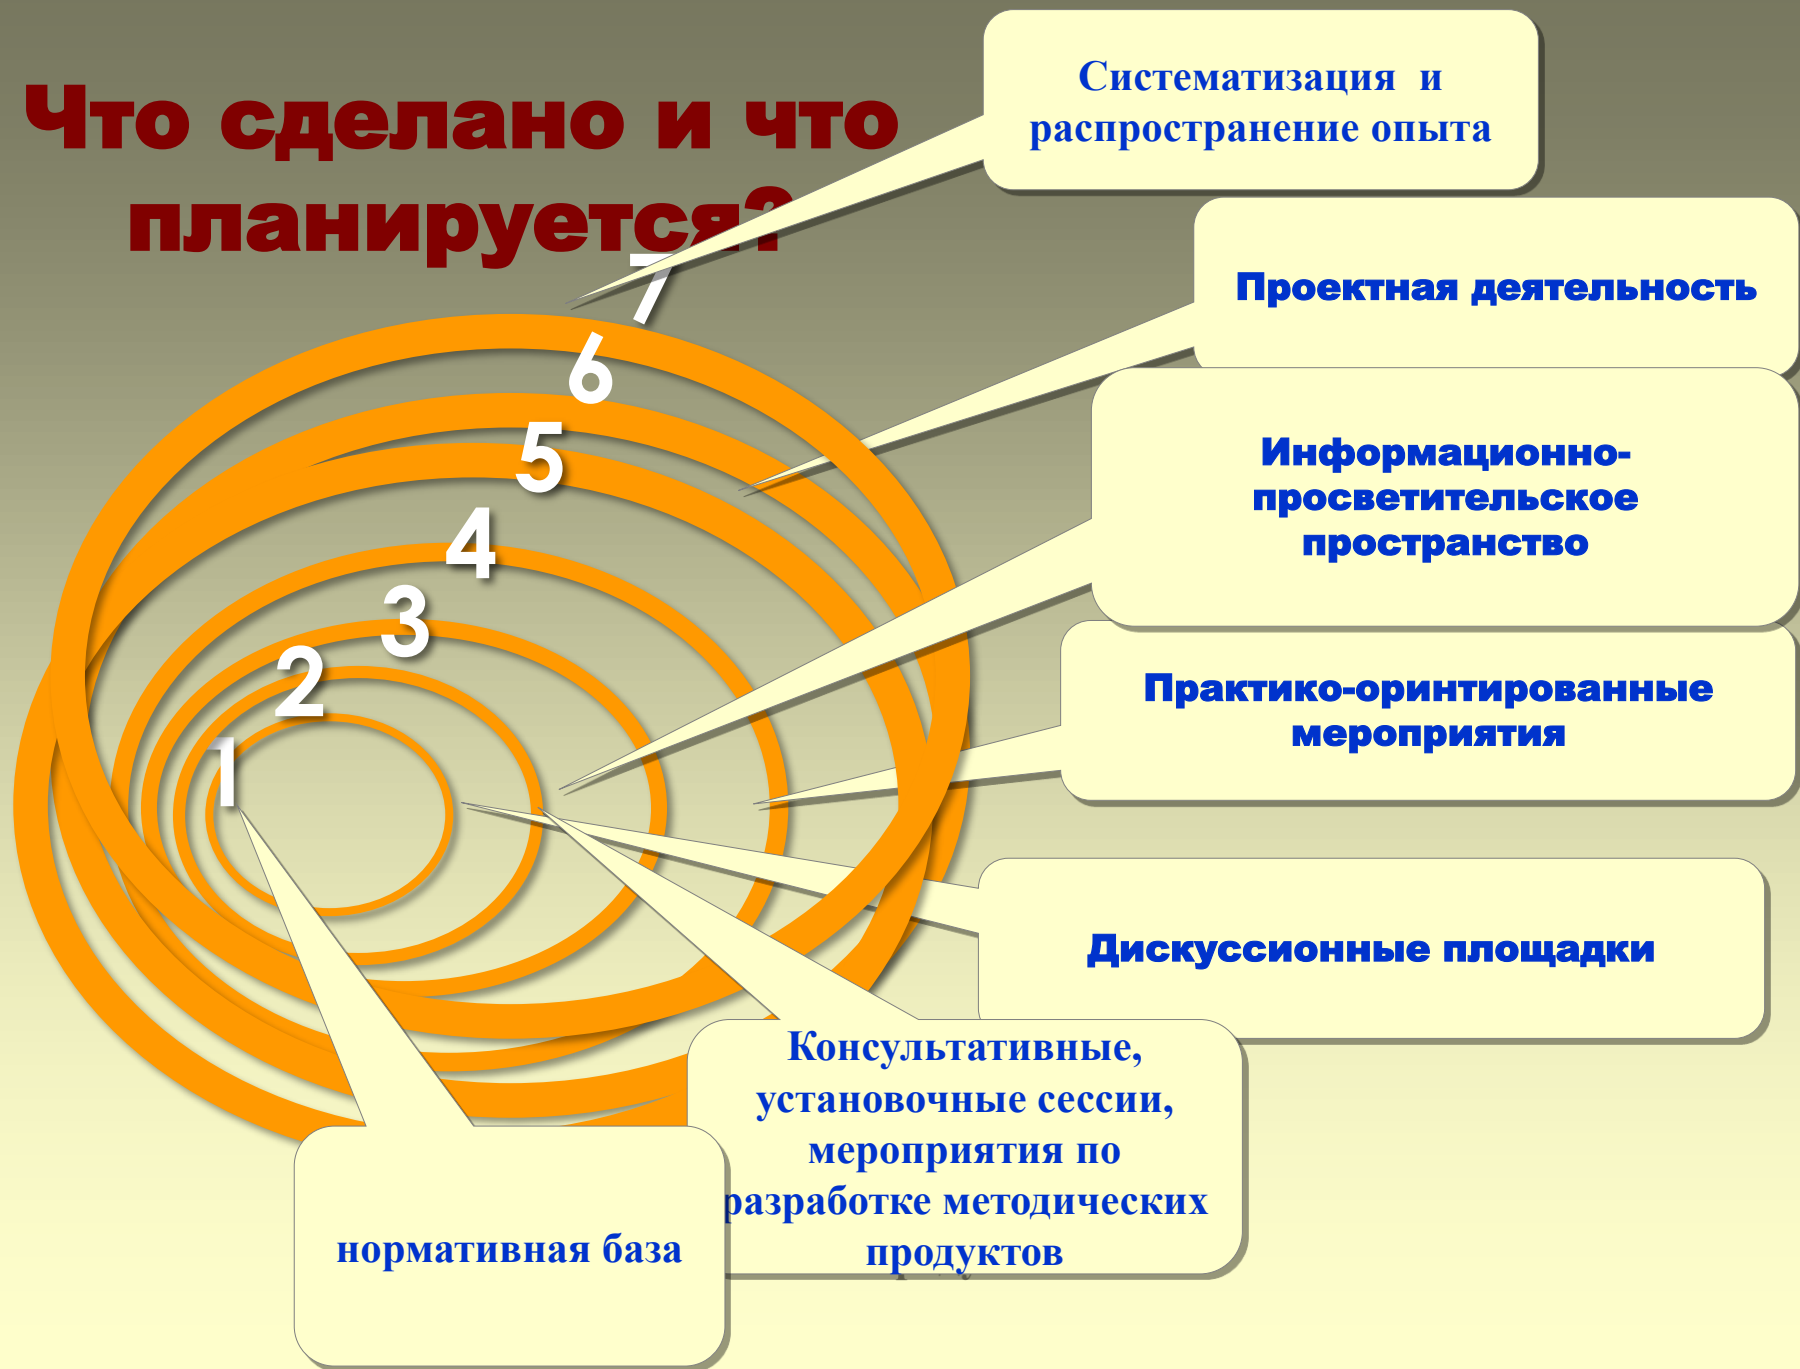 Что сделано и что
планируется?
Систематизация и
распространение опыта
Проектная деятельность
Информационно-
просветительское
пространство
Практико-оринтированные
мероприятия
Дискуссионные площадки
Консультативные,
установочные сессии,
мероприятия по
разработке методических
продуктов
нормативная база
7
6
5
4
3
2
1